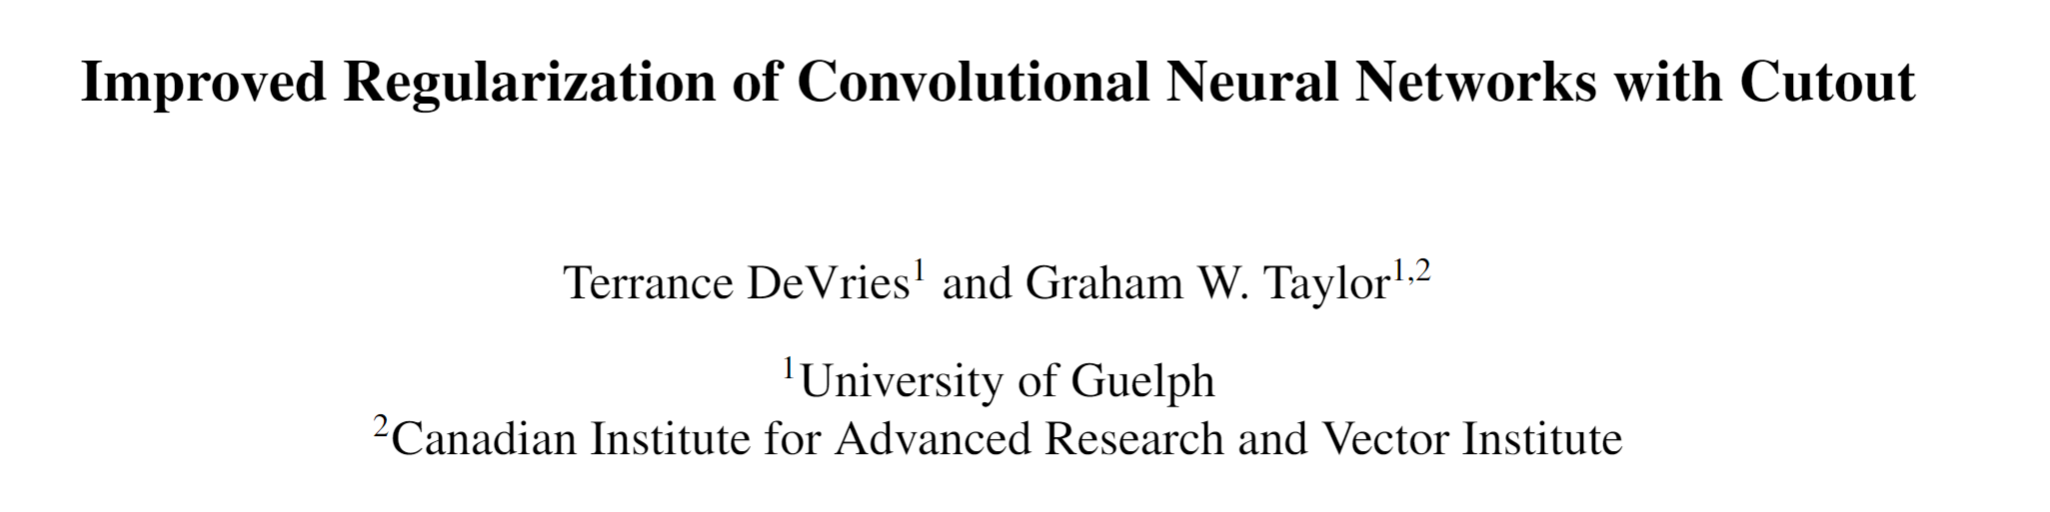 Improved Regularization of Convolutional Neural Networks with Cutout
Terrance DeVries¹ and Graham W. Taylor¹,²
¹University of Guelph
²Canadian Institute for Advanced Research and Vector Institute